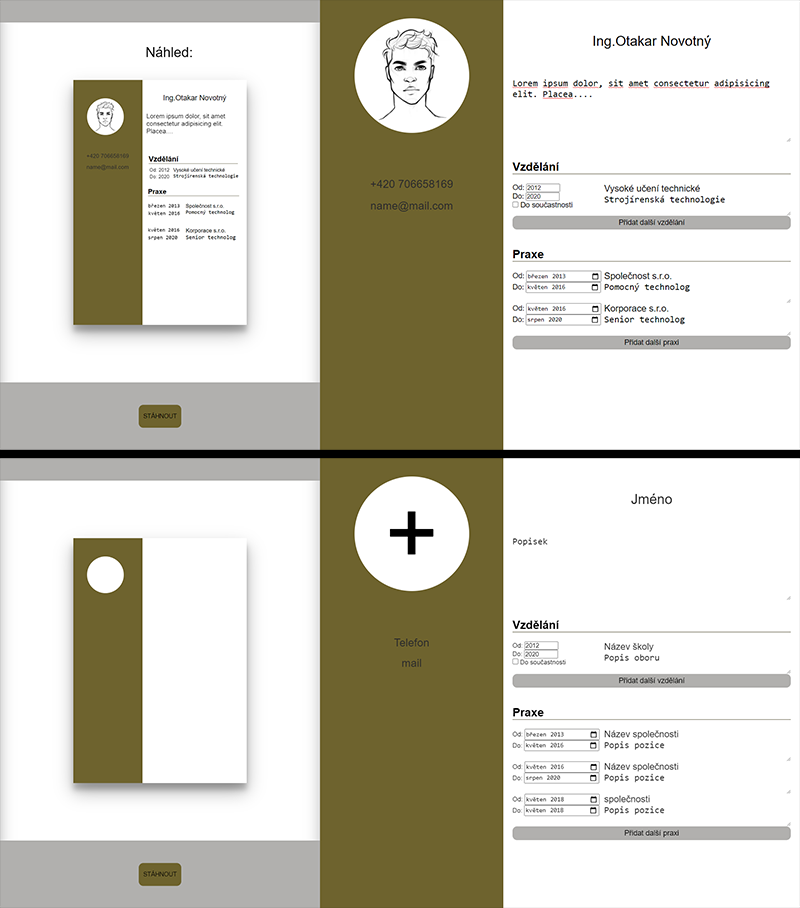 Náhled:
Ing.Otakar Novotný
Lorem ipsum dolor, sit amet
consectetur adipisicing elit.
Placea....
+420 706658169
name@mail.com
Vzdělání
Od: 2012 Vysoké učení technické
Do: 2020 Strojírenská technologie
Praxe
březen 2013 Společnost s.r.o.
květen 2016 Pomocný technolog
květen 2016 Korporace s.r.o.
srpen 2020 Senior technolog
STÁHNOUT
+420 706658169
name@mail.com
Ing.Otakar Novotný
Lorem ipsum dolor, sit amet consectetur adipisicing
elit. Placea....
Vzdělání
Od: 2012 Vysoké učení technické
Do: 2020 Strojírenská technologie
Do součastnosti
Přidat další vzdělání
Praxe
Od: březen 2013 Společnost s.r.o.
Do: květen 2016 Pomocný technolog
Od: květen 2016 Korporace s.r.o.
Do: srpen 2020 Senior technolog
Přidat další praxi
STÁHNOUT
Telefon
mail
Jméno
Popisek
Vzdělání
Od: 2012 Název školy
Do: 2020 Popis oboru
Do součastnosti
Přidat další vzdělání
Praxe
Od: březen 2013 Název společnosti
Do: květen 2016 Popis pozice
Od: květen 2016 Název společnosti
Do: srpen 2020 Popis pozice
Od: květen 2018 společnosti
Do: květen 2018 Popis pozice
Přidat další praxi